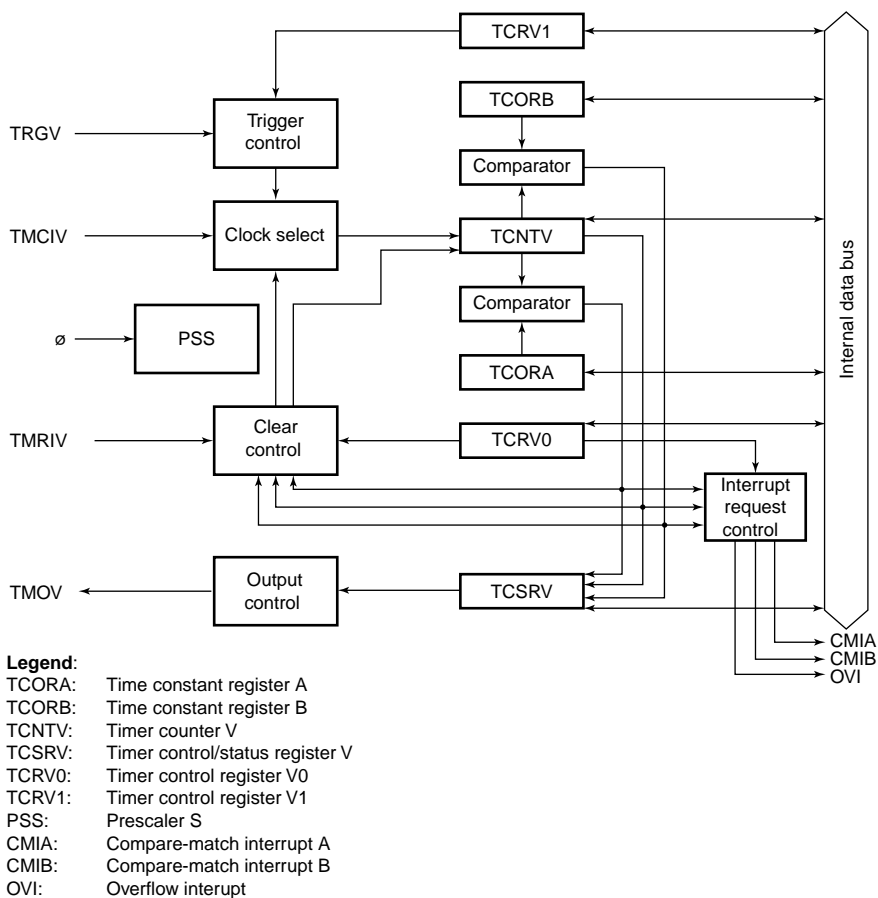 TCRV1
TCORB
TRGV
Trigger
control
Comparator
TMCIV
Clock select
TCNTV
Internal data bus
Comparator
ø
PSS
TCORA
TMRIV
Clear
control
TCRV0
Interrupt
request
control
TMOV
Output
control
TCSRV
CMIA
CMIB
OVI
Legend:
TCORA: Time constant register A
TCORB: Time constant register B
TCNTV: Timer counter V
TCSRV: Timer control/status register V
TCRV0: Timer control register V0
TCRV1: Timer control register V1
PSS: Prescaler S
CMIA: Compare-match interrupt A
CMIB: Compare-match interrupt B
OVI: Overflow interupt